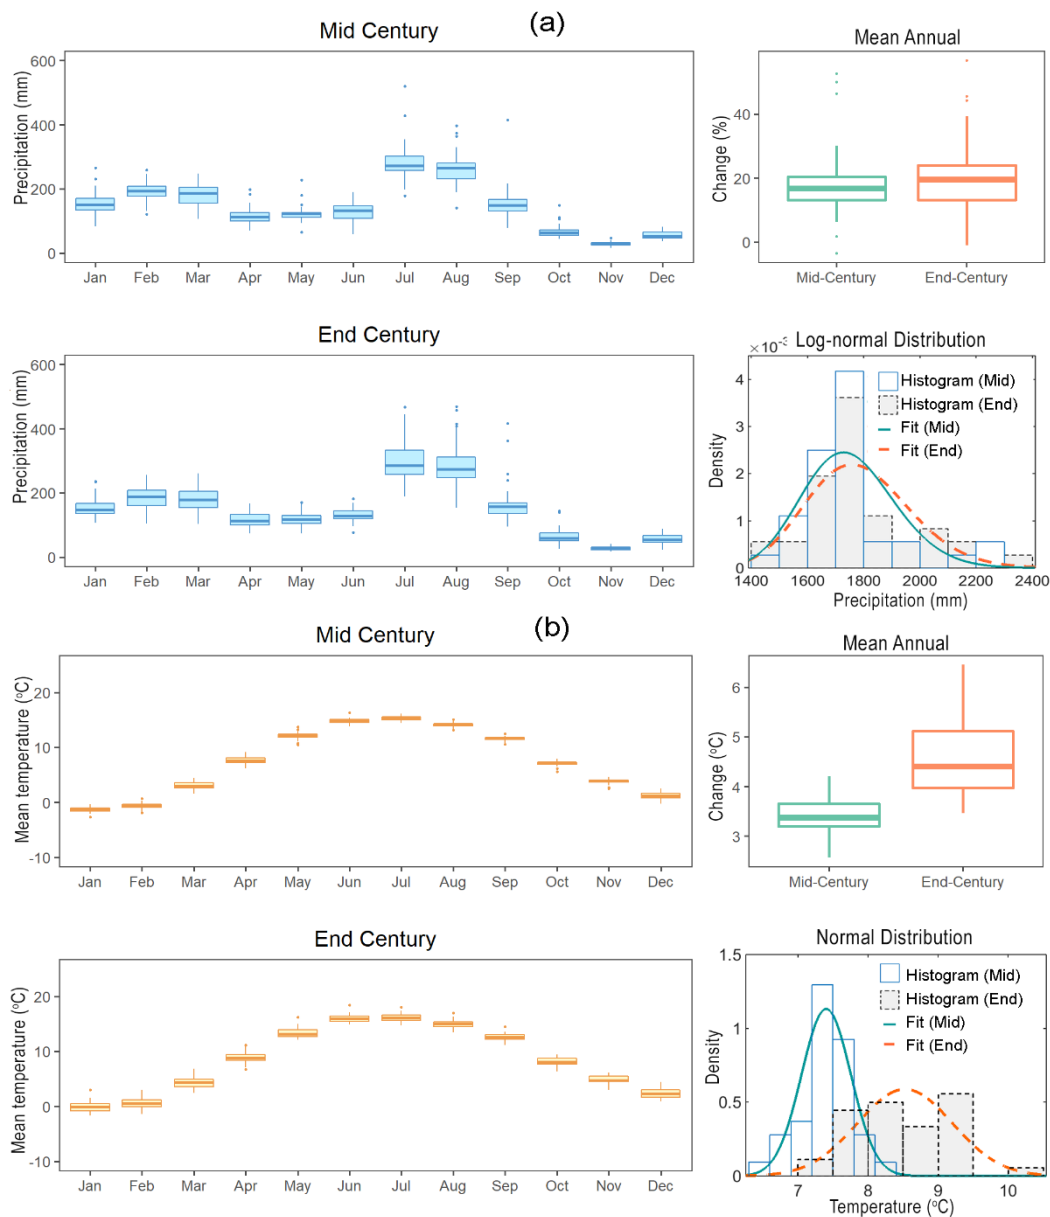 (a)
Mid Century
Precipitation (mm)
600
400
200
0
Jan Feb Mar Apr May Jun Jul Aug Sep Oct Nov Dec
Mean Annual
Change (%)
40
20
0
Mid-Century End-Century
End Century
Precipitation (mm)
600
400
200
0
Jan Feb Mar Apr May Jun Jul Aug Sep Oct Nov Dec
Log-normal Distribution
×10⁻³
Density
4
3
2
1
0
Histogram (Mid)
Histogram (End)
Fit (Mid)
Fit (End)
1400 1600 1800 2000 2200 2400
Precipitation (mm)
(b)
Mid Century
Mean temperature (ºC)
20
10
0
-10
Jan Feb Mar Apr May Jun Jul Aug Sep Oct Nov Dec
Mean Annual
Change (ºC)
6
5
4
3
Mid-Century End-Century
End Century
Mean temperature (ºC)
20
10
0
-10
Jan Feb Mar Apr May Jun Jul Aug Sep Oct Nov Dec
Normal Distribution
Density
1.5
1
0.5
0
Histogram (Mid)
Histogram (End)
Fit (Mid)
Fit (End)
7 8 9 10
Temperature (ºC)